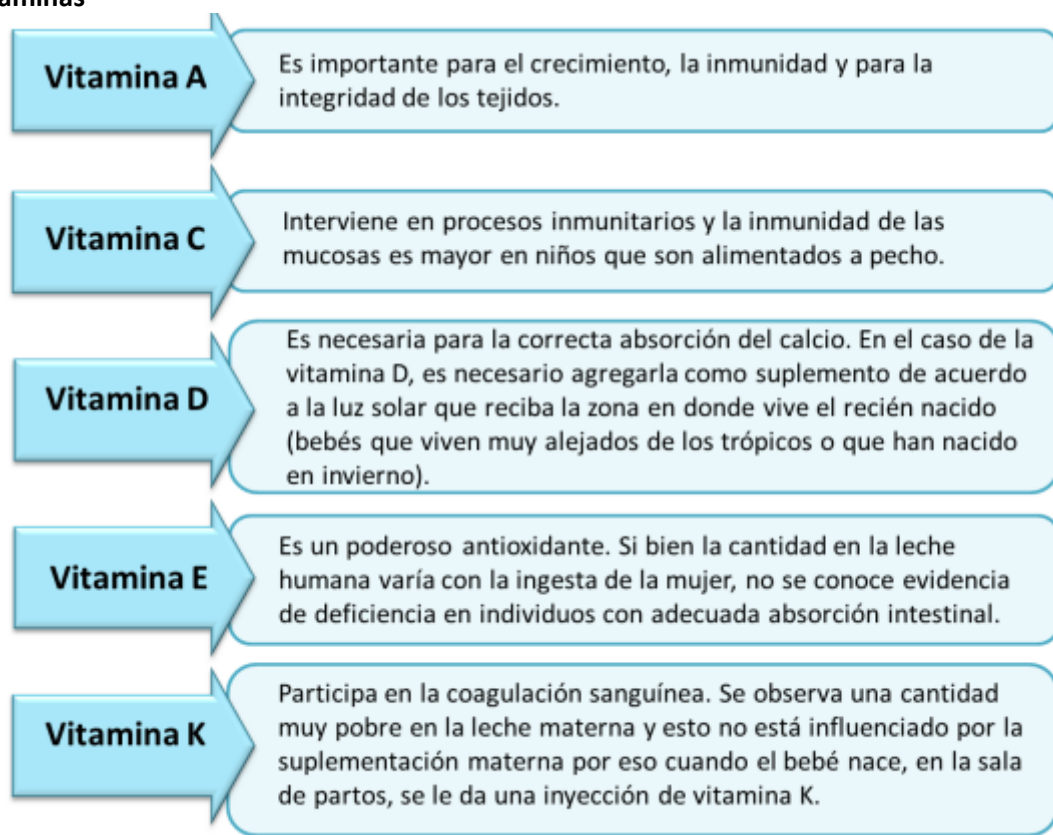 aminas
Vitamina A
Es importante para el crecimiento, la inmunidad y para la
integridad de los tejidos.
Vitamina C
Interviene en procesos inmunitarios y la inmunidad de las
mucosas es mayor en niños que son alimentados a pecho.
Vitamina D
Es necesaria para la correcta absorción del calcio. En el caso de la
vitamina D, es necesario agregarla como suplemento de acuerdo
a la luz solar que reciba la zona en donde vive el recién nacido
(bebés que viven muy alejados de los trópicos o que han nacido
en invierno).
Vitamina E
Es un poderoso antioxidante. Si bien la cantidad en la leche
humana varía con la ingesta de la mujer, no se conoce evidencia
de deficiencia en individuos con adecuada absorción intestinal.
Vitamina K
Participa en la coagulación sanguínea. Se observa una cantidad
muy pobre en la leche materna y esto no está influenciado por la
suplementación materna por eso cuando el bebé nace, en la sala
de partos, se le da una inyección de vitamina K.